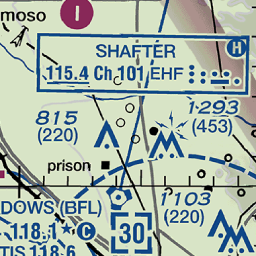 moso
I
SHAFTER
H
115.4 Ch 101 EHF
1293
(453)
815
(220)
prison
1103
(220)
DOWS (BFL)
118.1 ★ C
30
TIS 118.6